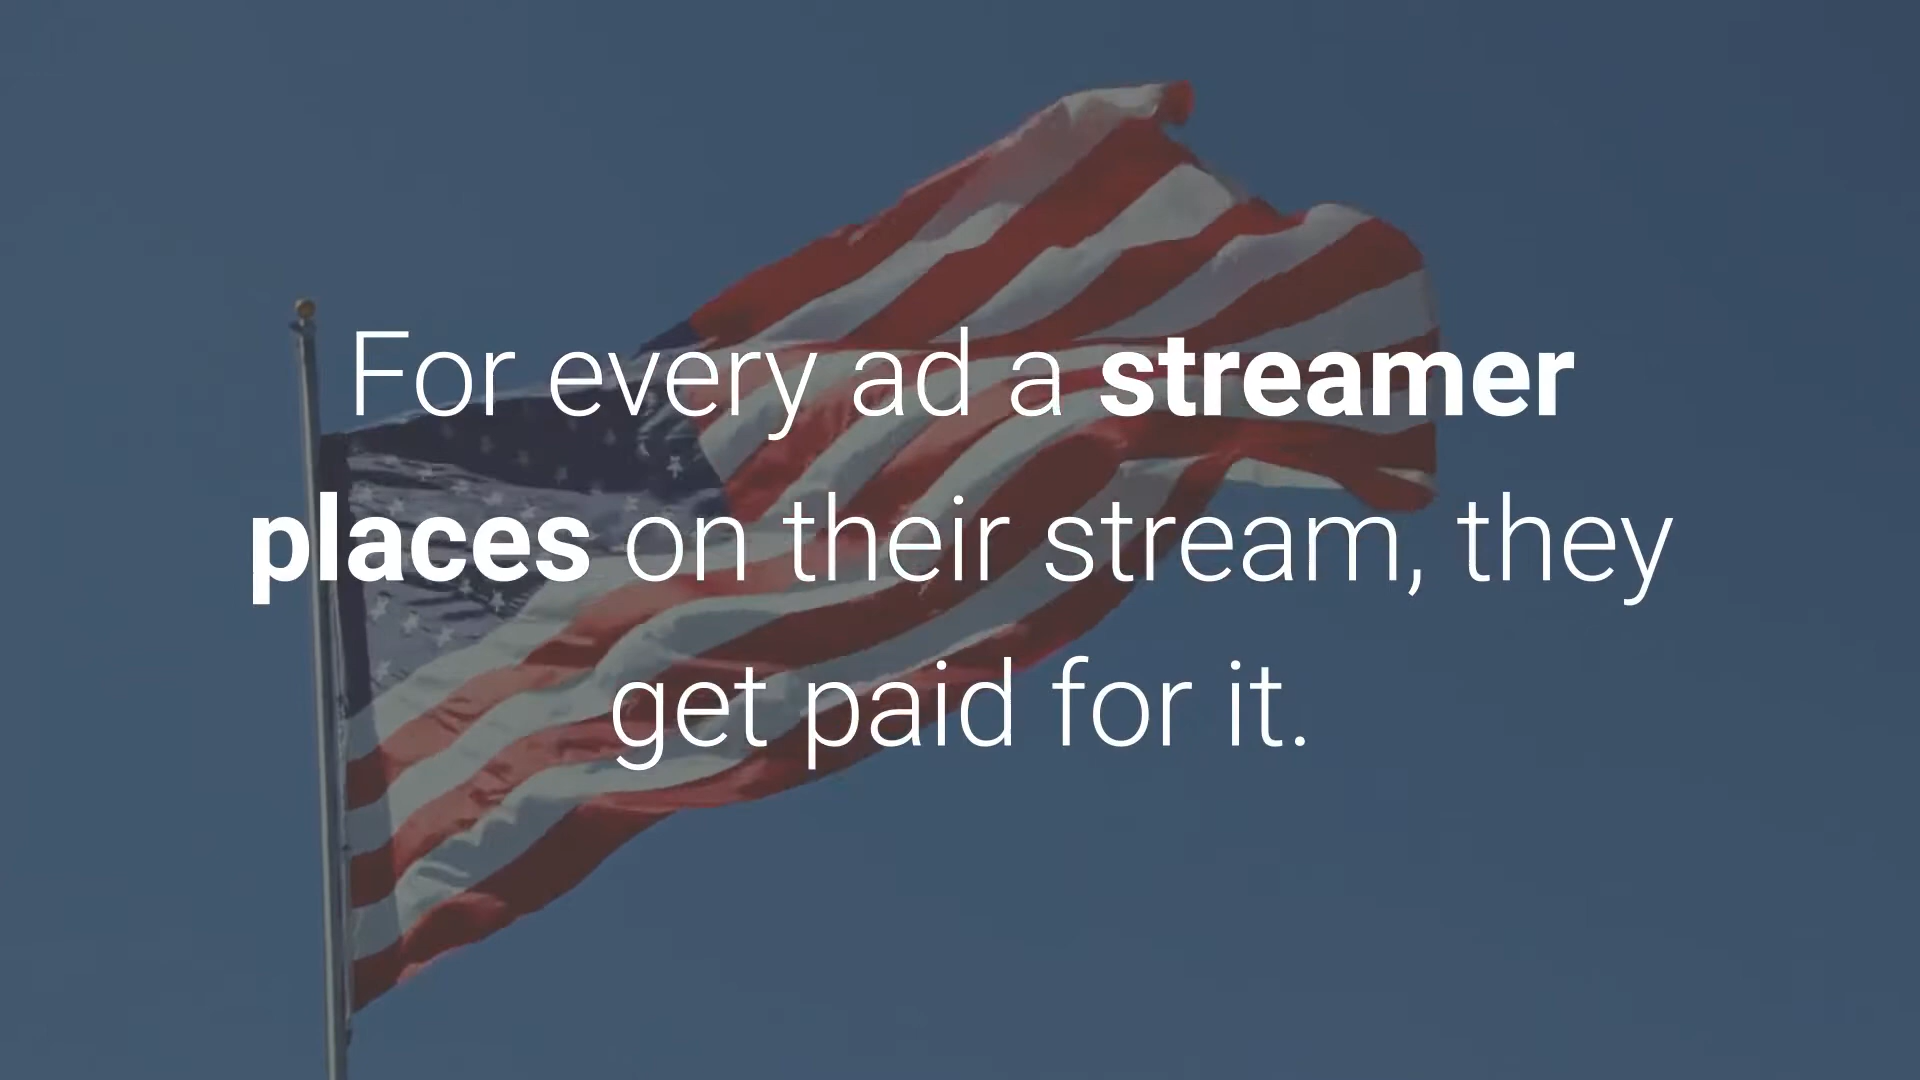 For every ad a streamer
places on their stream, they
get paid for it.